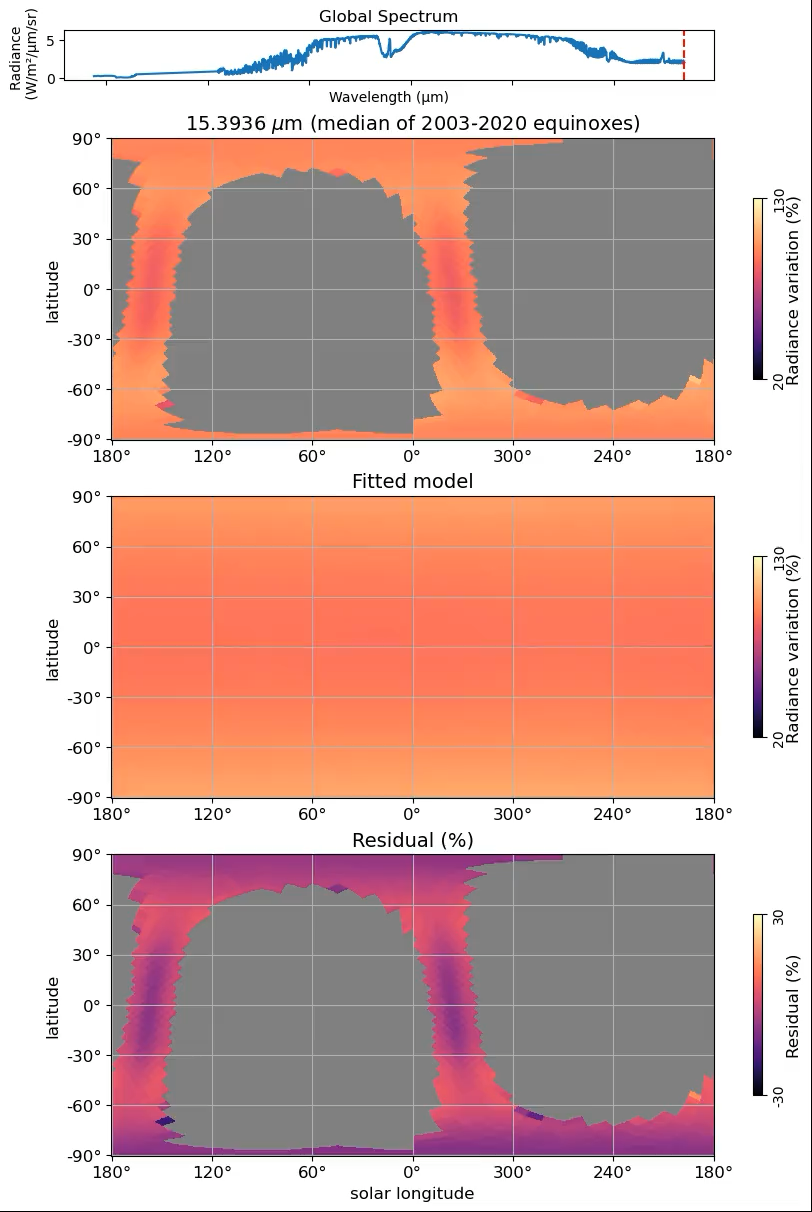 Global Spectrum
Radiance
(W/m²/μm/sr)
5
0
Wavelength (μm)
15.3936 μm (median of 2003-2020 equinoxes)
90°
60°
30°
0°
-30°
-60°
-90°
latitude
180° 120° 60° 0° 300° 240° 180°
130
20
Radiance variation (%)
Fitted model
90°
60°
30°
0°
-30°
-60°
-90°
latitude
180° 120° 60° 0° 300° 240° 180°
130
20
Radiance variation (%)
Residual (%)
90°
60°
30°
0°
-30°
-60°
-90°
latitude
180° 120° 60° 0° 300° 240° 180°
solar longitude
30
-30
Residual (%)